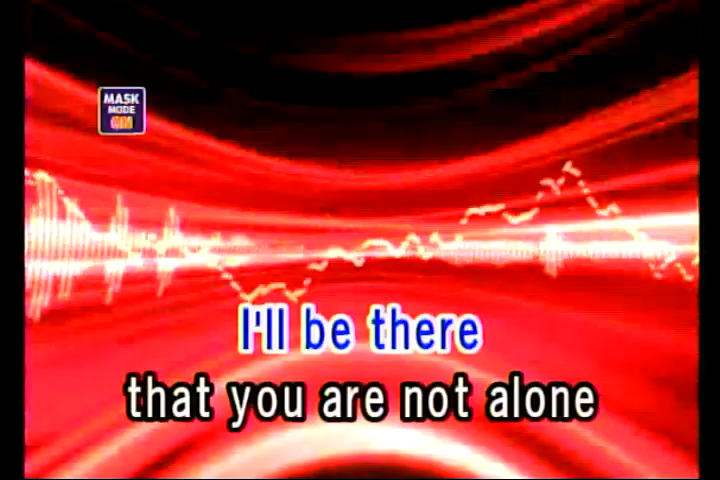 MASK
MODE
ON
I'll be there
that you are not alone